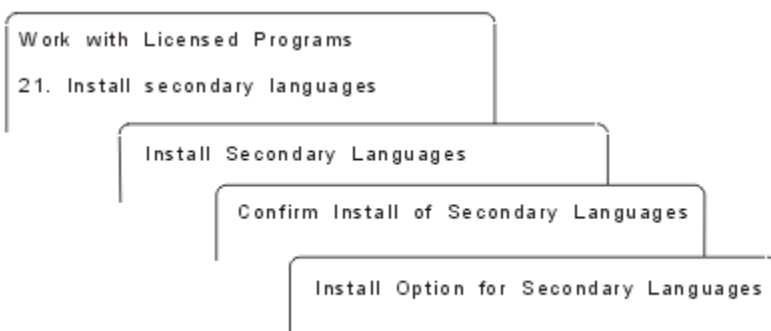 Work with Licensed Programs
21. Install secondary languages
Install Secondary Languages
Confirm Install of Secondary Languages
Install Option for Secondary Languages